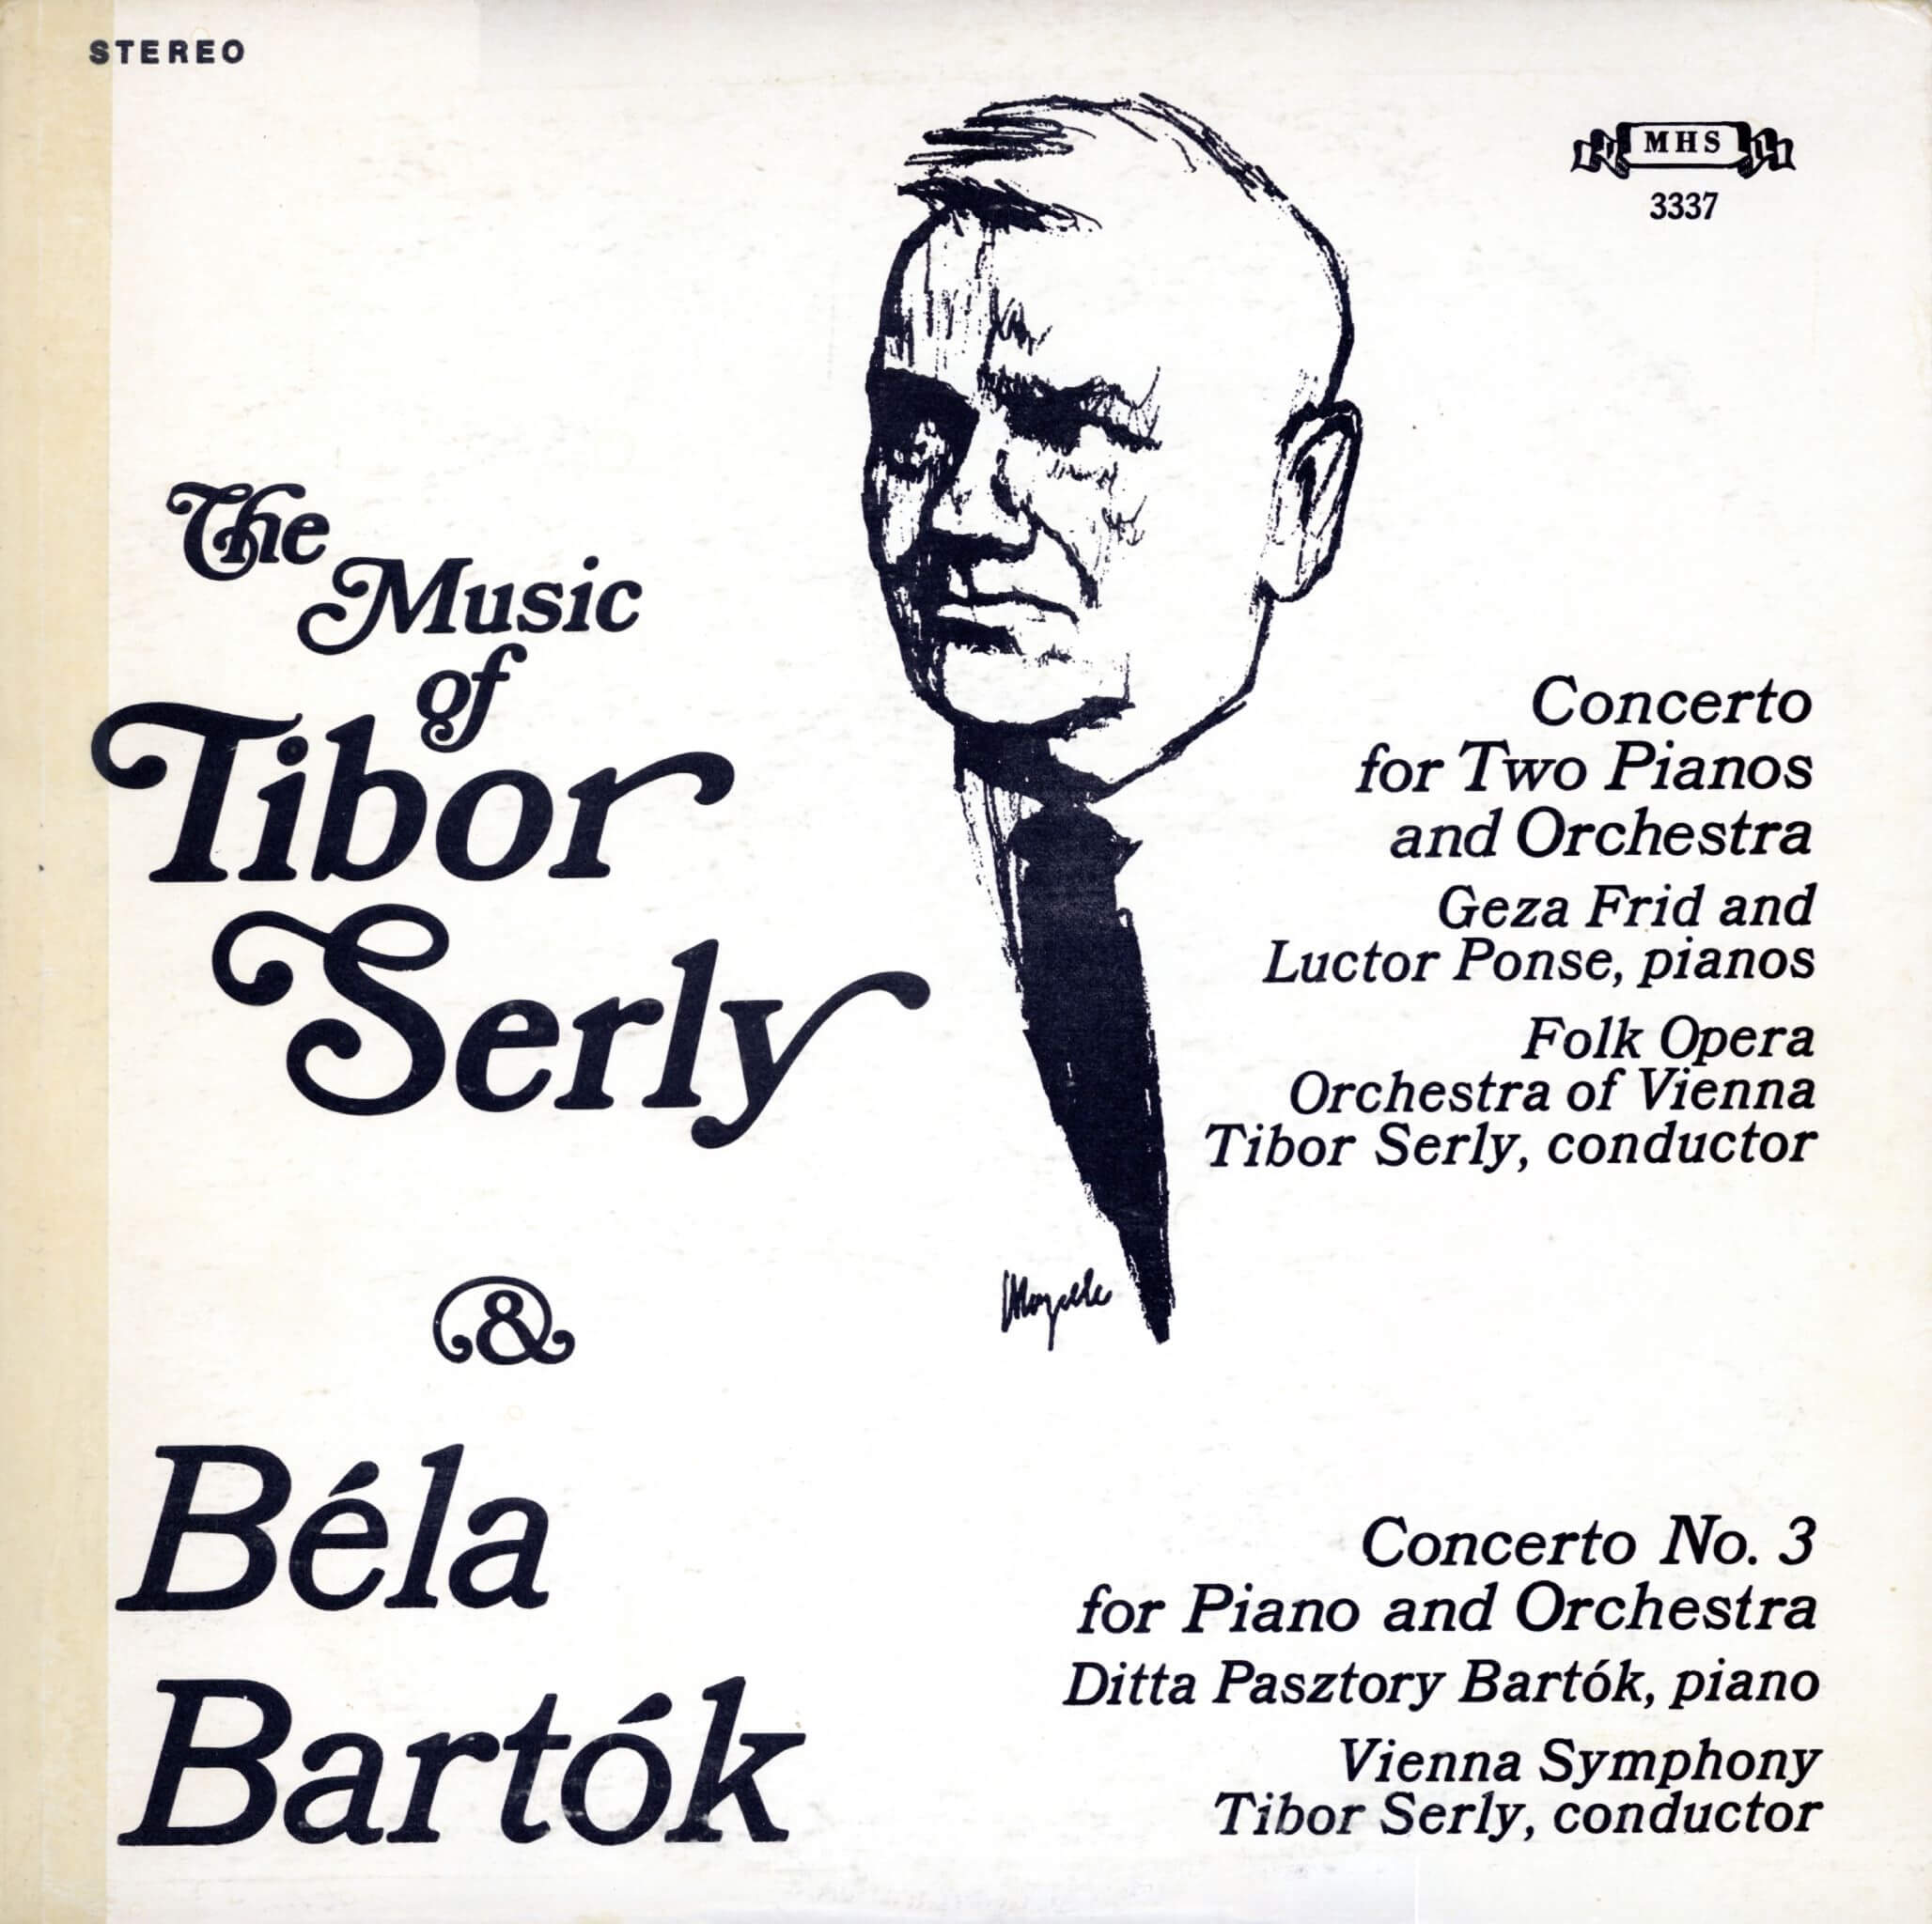 STEREO
MHS
3337
The
Music
of
Tibor
Serly
Concerto
for Two Pianos
and Orchestra
Geza Frid and
Luctor Ponse, pianos
Folk Opera
Orchestra of Vienna
Tibor Serly, conductor
&
Béla
Bartók
Concerto No. 3
for Piano and Orchestra
Ditta Pasztory Bartók, piano
Vienna Symphony
Tibor Serly, conductor